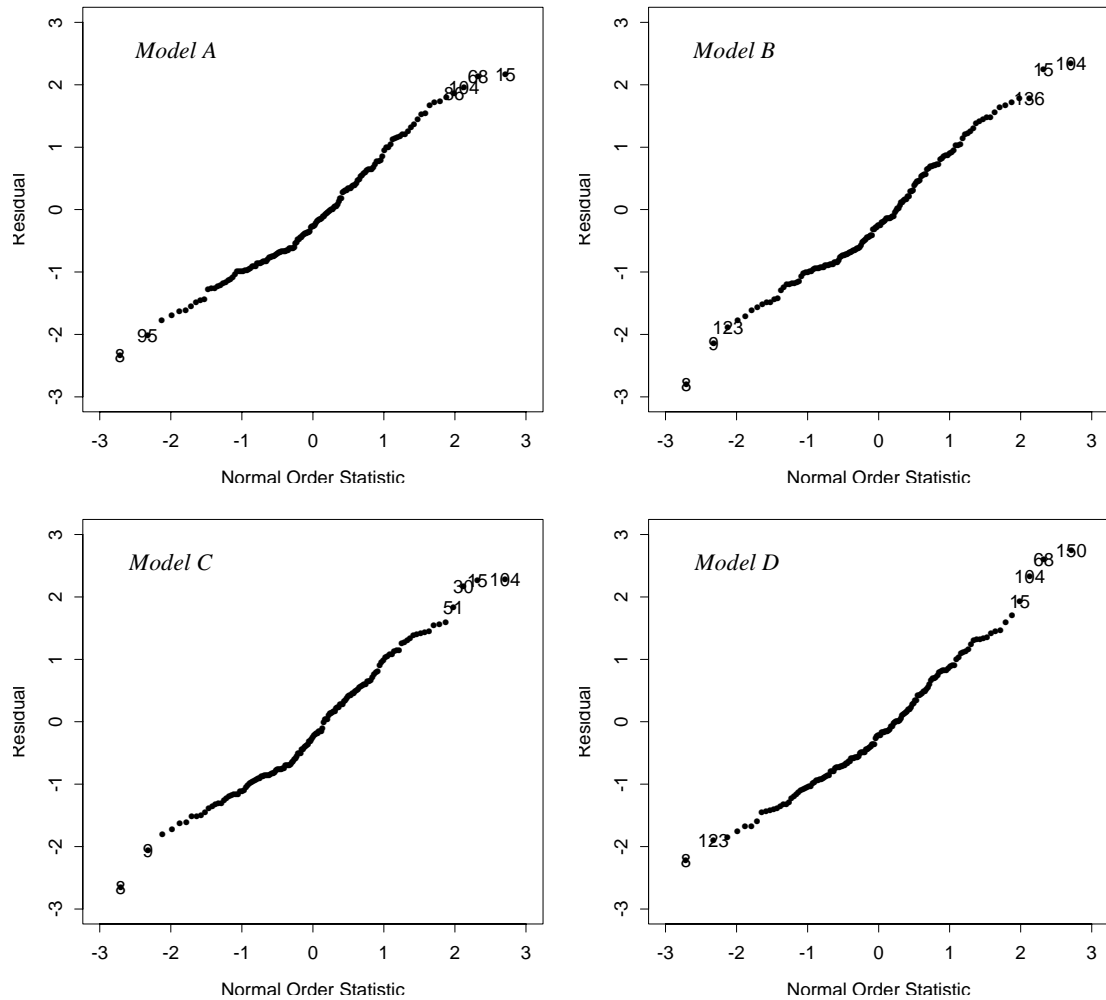 Model A
3
2
1
0
-1
-2
-3
Residual
68
15
104
86
95
8
-3 -2 -1 0 1 2 3
Normal Order Statistic
Model B
3
2
1
0
-1
-2
-3
Residual
15 104
136
123
9
8
-3 -2 -1 0 1 2 3
Normal Order Statistic
Model C
3
2
1
0
-1
-2
-3
Residual
30 15 104
51
9
8
-3 -2 -1 0 1 2 3
Normal Order Statistic
Model D
3
2
1
0
-1
-2
-3
Residual
150
68
104
15
123
8
-3 -2 -1 0 1 2 3
Normal Order Statistic